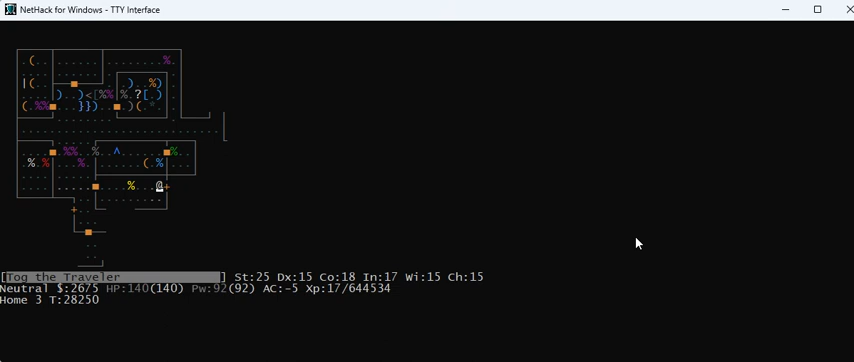 NetHack for Windows - TTY Interface
[Tog the Traveler ] St:25 Dx:15 Co:18 In:17 Wi:15 Ch:15
Neutral $:2675 HP:140(140) Pw:92(92) AC:-5 Xp:17/644534
Home 3 T:28250